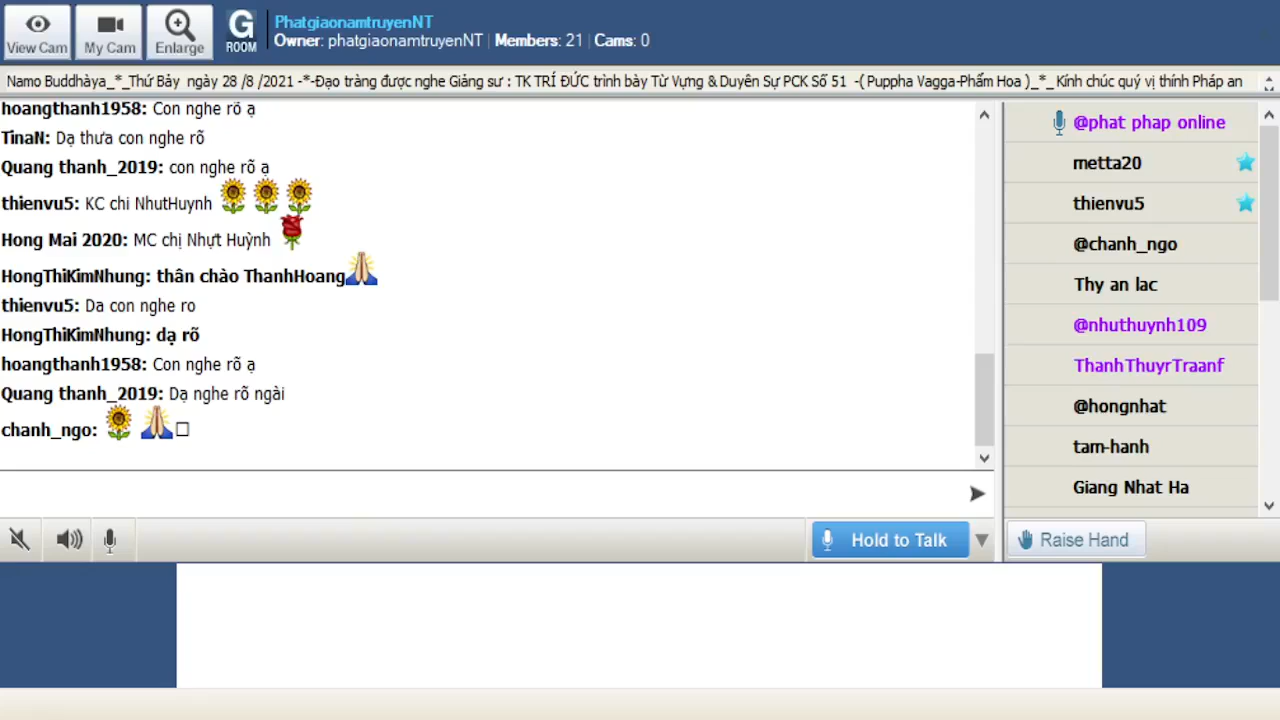 View Cam
My Cam
Enlarge
G
ROOM
PhatgiaonamtruyenNT
Owner: phatgiaonamtruyenNT | Members: 21 | Cams: 0
Namo Buddhàya_*_Thứ Bảy ngày 28 /8 /2021 -*-Đạo tràng được nghe Giảng sư : TK TRÍ ĐỨC trình bày Từ Vựng & Duyên Sự PCK Số 51 -( Puppha Vagga-Phẩm Hoa )_*_ Kính chúc quý vị thính Pháp an
hoangthanh1958: Con nghe rõ ạ
TinaN: Dạ thưa con nghe rõ
Quang thanh_2019: con nghe rõ ạ
thienvu5: KC chi NhutHuynh
Hong Mai 2020: MC chị Nhựt Huỳnh
HongThiKimNhung: thân chào ThanhHoang
thienvu5: Da con nghe ro
HongThiKimNhung: dạ rõ
hoangthanh1958: Con nghe rõ ạ
Quang thanh_2019: Dạ nghe rõ ngài
chanh_ngo:
@phat phap online
metta20
thienvu5
@chanh_ngo
Thy an lac
@nhuthuynh109
ThanhThuyrTraanf
@hongnhat
tam-hanh
Giang Nhat Ha
Hold to Talk
Raise Hand